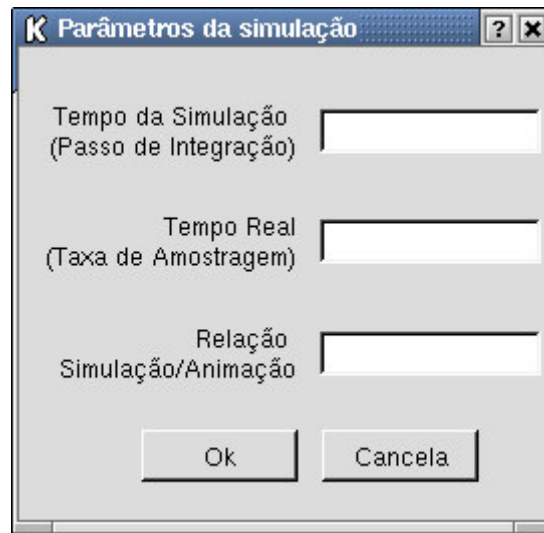 Parâmetros da simulação
Tempo da Simulação
(Passo de Integração)
Tempo Real
(Taxa de Amostragem)
Relação
Simulação/Animação
Ok
Cancela